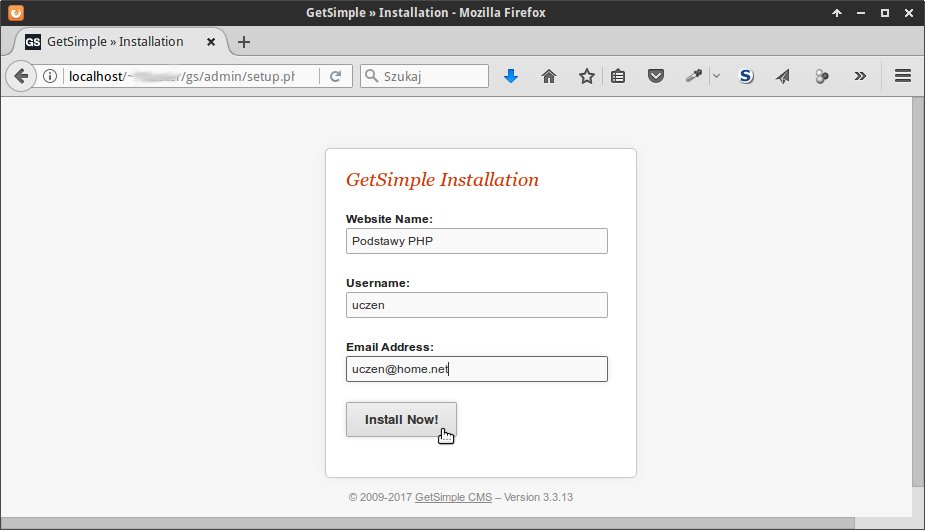 GetSimple » Installation - Mozilla Firefox
GS GetSimple » Installation
localhost/~ /gs/admin/setup.ph
Szukaj
S
GetSimple Installation
Website Name:
Podstawy PHP
Username:
uczen
Email Address:
uczen@home.net
Install Now!
© 2009-2017 GetSimple CMS – Version 3.3.13